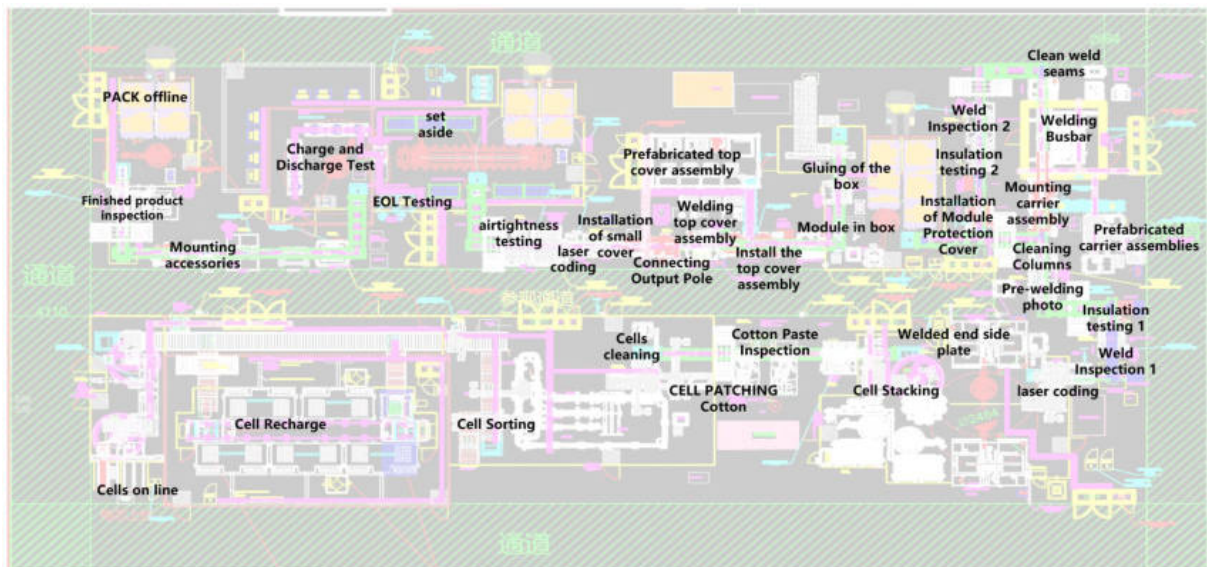 通道
Clean weld
seams
PACK offline
set
aside
Weld
Inspection 2
Welding
Busbar
Charge and
Discharge Test
Prefabricated top
cover assembly
Gluing of the
box
Insulation
testing 2
Finished product
inspection
EOL Testing
airtightness
testing
Installation
of small
cover
Welding
top cover
assembly
Module in box
Installation
of Module
Protection
Cover
Mounting
carrier
assembly
Prefabricated
carrier assemblies
Mounting
accessories
laser
coding
Connecting
Output Pole
Install the
top cover
assembly
Cleaning
Columns
通道
Pre-welding
photo
4710
Insulation
testing 1
Cells
cleaning
Cotton Paste
Inspection
Welded end side
plate
Weld
Inspection 1
CELL PATCHING
Cotton
Cell Stacking
laser coding
Cell Recharge
Cell Sorting
Cells on line
通道